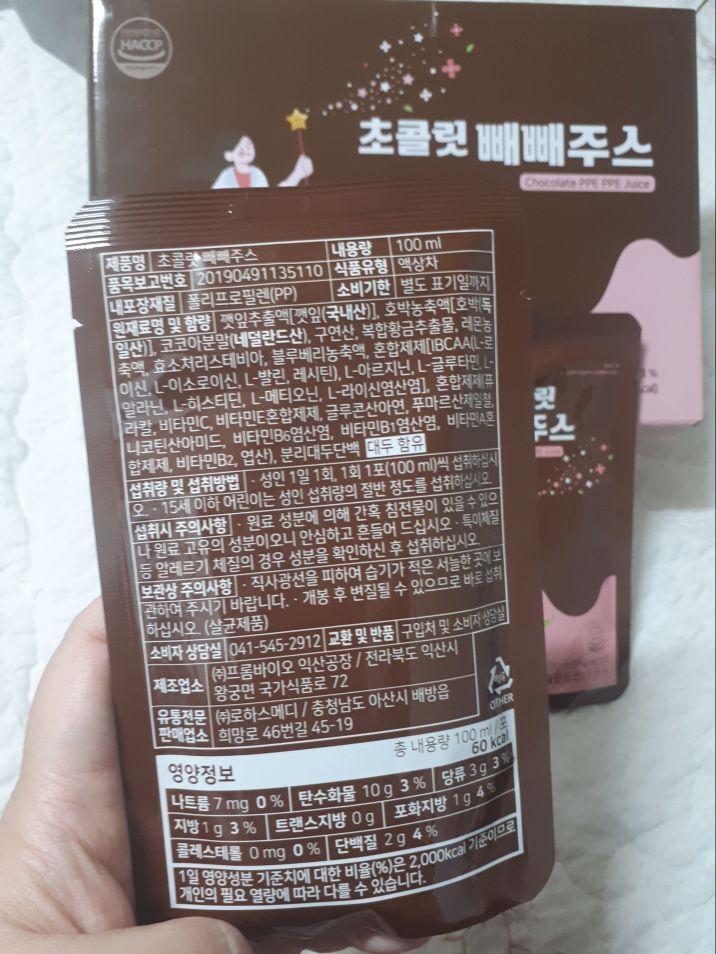 HACCP
초콜릿 빼빼주스
Chocolate PPE PPE Juice
제품명 초콜릿 빼빼주스 내용량 100 ml
품목보고번호 20190491135110 식품유형 액상차
내포장재질 폴리프로필렌(PP) 소비기한 별도 표기일까지
원재료명 및 함량 깻잎추출액[깻잎(국내산)], 호박농축액[호박(독
일산)], 코코아분말(네덜란드산), 구연산, 복합황금추출물, 레몬농
축액, 효소처리스테비아, 블루베리농축액, 혼합제제[IBCAA(L-로
이신, L-이소로이신, L-발린, 레시틴), L-아르지닌, L-글루타민, L-
알라닌, L-히스티딘, L-메티오닌, L-라이신염산염], 혼합제제(퓨
라칼, 비타민C, 비타민E혼합제제, 글루콘산아연, 푸마르산제일철,
니코틴산아미드, 비타민B6염산염, 비타민B1염산염, 비타민A혼
합제제, 비타민B2, 엽산), 분리대두단백 대두 함유
섭취량 및 섭취방법 · 성인 1일 1회, 1회 1포(100 ml)씩 섭취하십시
오. · 15세 이하 어린이는 성인 섭취량의 절반 정도를 섭취하십시오.
섭취시 주의사항 · 원료 성분에 의해 간혹 침전물이 있을 수 있으
나 원료 고유의 성분이오니 안심하고 흔들어 드십시오 · 특이체질
등 알레르기 체질의 경우 성분을 확인하신 후 섭취하십시오.
보관상 주의사항 · 직사광선을 피하여 습기가 적은 서늘한 곳에 보
관하여 주시기 바랍니다. · 개봉 후 변질될 수 있으므로 바로 섭취
하십시오. (살균제품)
소비자 상담실 041-545-2912 교환 및 반품 구입처 및 소비자상담실
제조업소 ㈜프롬바이오 익산공장 / 전라북도 익산시
왕궁면 국가식품로 72
유통전문 ㈜로하스메디 / 충청남도 아산시 배방읍
판매업소 희망로 46번길 45-19
OTHER
총 내용량 100 ml / 포
영양정보 60 kcal
나트륨 7 mg 0 % 탄수화물 10 g 3 % 당류 3 g 3 %
지방 1 g 3 % 트랜스지방 0 g 포화지방 1 g 4 %
콜레스테롤 0 mg 0 % 단백질 2 g 4 %
1일 영양성분 기준치에 대한 비율(%)은 2,000kcal 기준이므로
개인의 필요 열량에 따라 다를 수 있습니다.